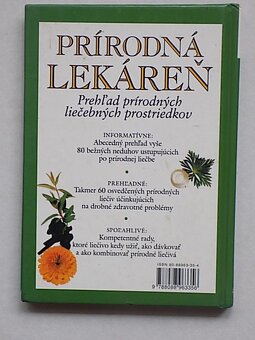 PRÍRODNÁ
LEKÁREŇ
Prehľad prírodných
liečebných prostriedkov
INFORMATÍVNE:
Abecedný prehľad vyše
80 bežných neduhov ustupujúcich
po prírodnej liečbe
PREHĽADNÉ:
Takmer 60 osvedčených prírodných
liečiv účinkujúcich
na drobné zdravotné problémy
SPOĽAHLIVÉ:
Kompetentné rady,
ktoré liečivo kedy užiť, ako dávkovať
a ako kombinovať prírodné liečivá